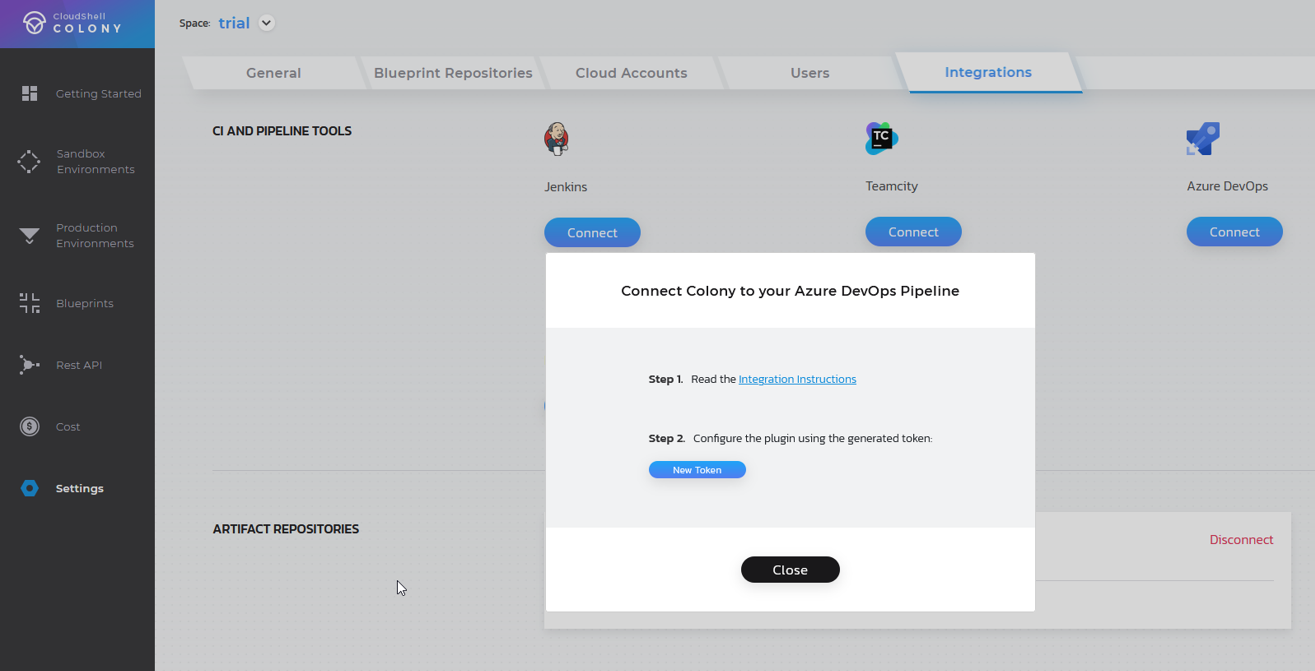 CloudShell
COLONY
Getting Started
Sandbox
Environments
Production
Environments
Blueprints
Rest API
Cost
Settings
Space: trial
General
Blueprint Repositories
Cloud Accounts
Users
Integrations
CI AND PIPELINE TOOLS
TC
Jenkins
Teamcity
Azure DevOps
Connect
Connect
Connect
Connect Colony to your Azure DevOps Pipeline
Step 1. Read the Integration Instructions
Step 2. Configure the plugin using the generated token:
New Token
Close
ARTIFACT REPOSITORIES
Disconnect